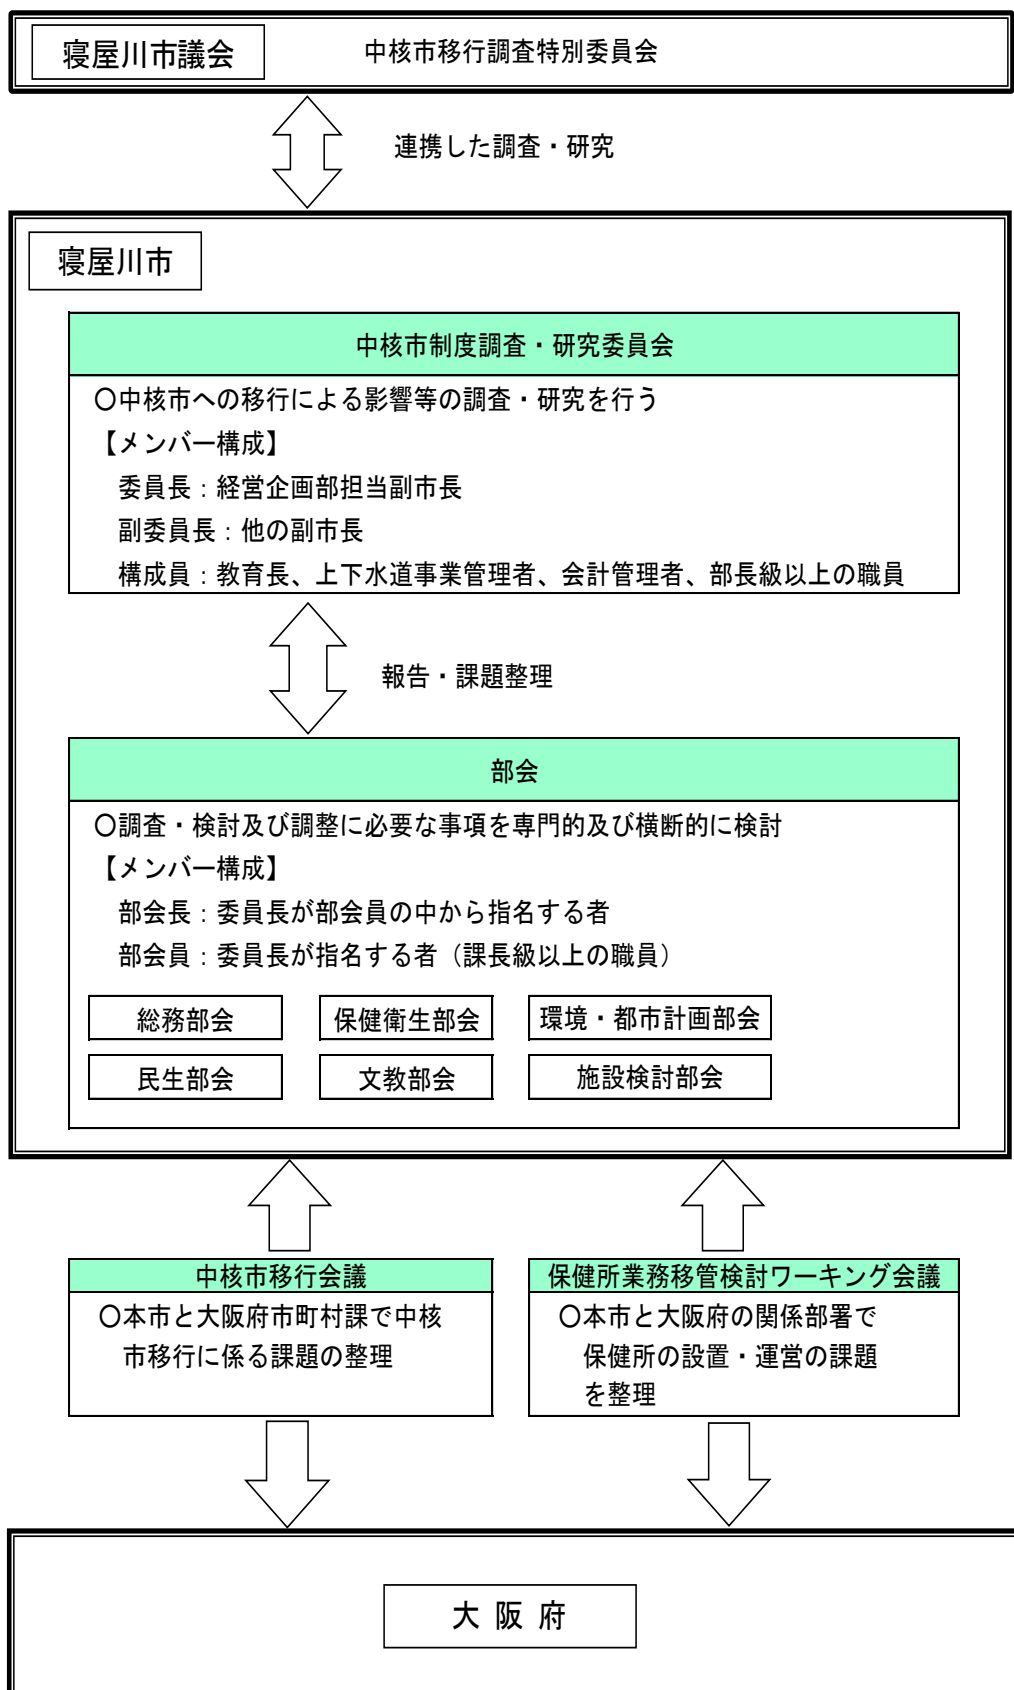 寝屋川市議会
中核市移行調査特別委員会
連携した調査・研究
寝屋川市
中核市制度調査・研究委員会
〇中核市への移行による影響等の調査・研究を行う
【メンバー構成】
委員長：経営企画部担当副市長
副委員長：他の副市長
構成員：教育長、上下水道事業管理者、会計管理者、部長級以上の職員
報告・課題整理
部会
〇調査・検討及び調整に必要な事項を専門的及び横断的に検討
【メンバー構成】
部会長：委員長が部会員の中から指名する者
部会員：委員長が指名する者（課長級以上の職員）
総務部会
保健衛生部会
環境・都市計画部会
民生部会
文教部会
施設検討部会
中核市移行会議
〇本市と大阪府市町村課で中核
市移行に係る課題の整理
保健所業務移管検討ワーキング会議
〇本市と大阪府の関係部署で
保健所の設置・運営の課題
を整理
大阪府